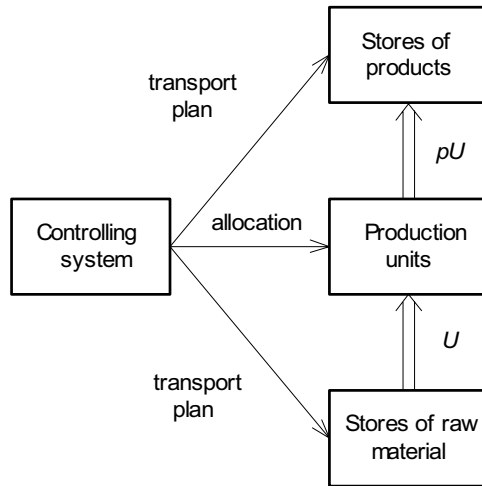 Stores of
products
transport
plan
pU
allocation
Controlling
system
Production
units
U
transport
plan
Stores of raw
material